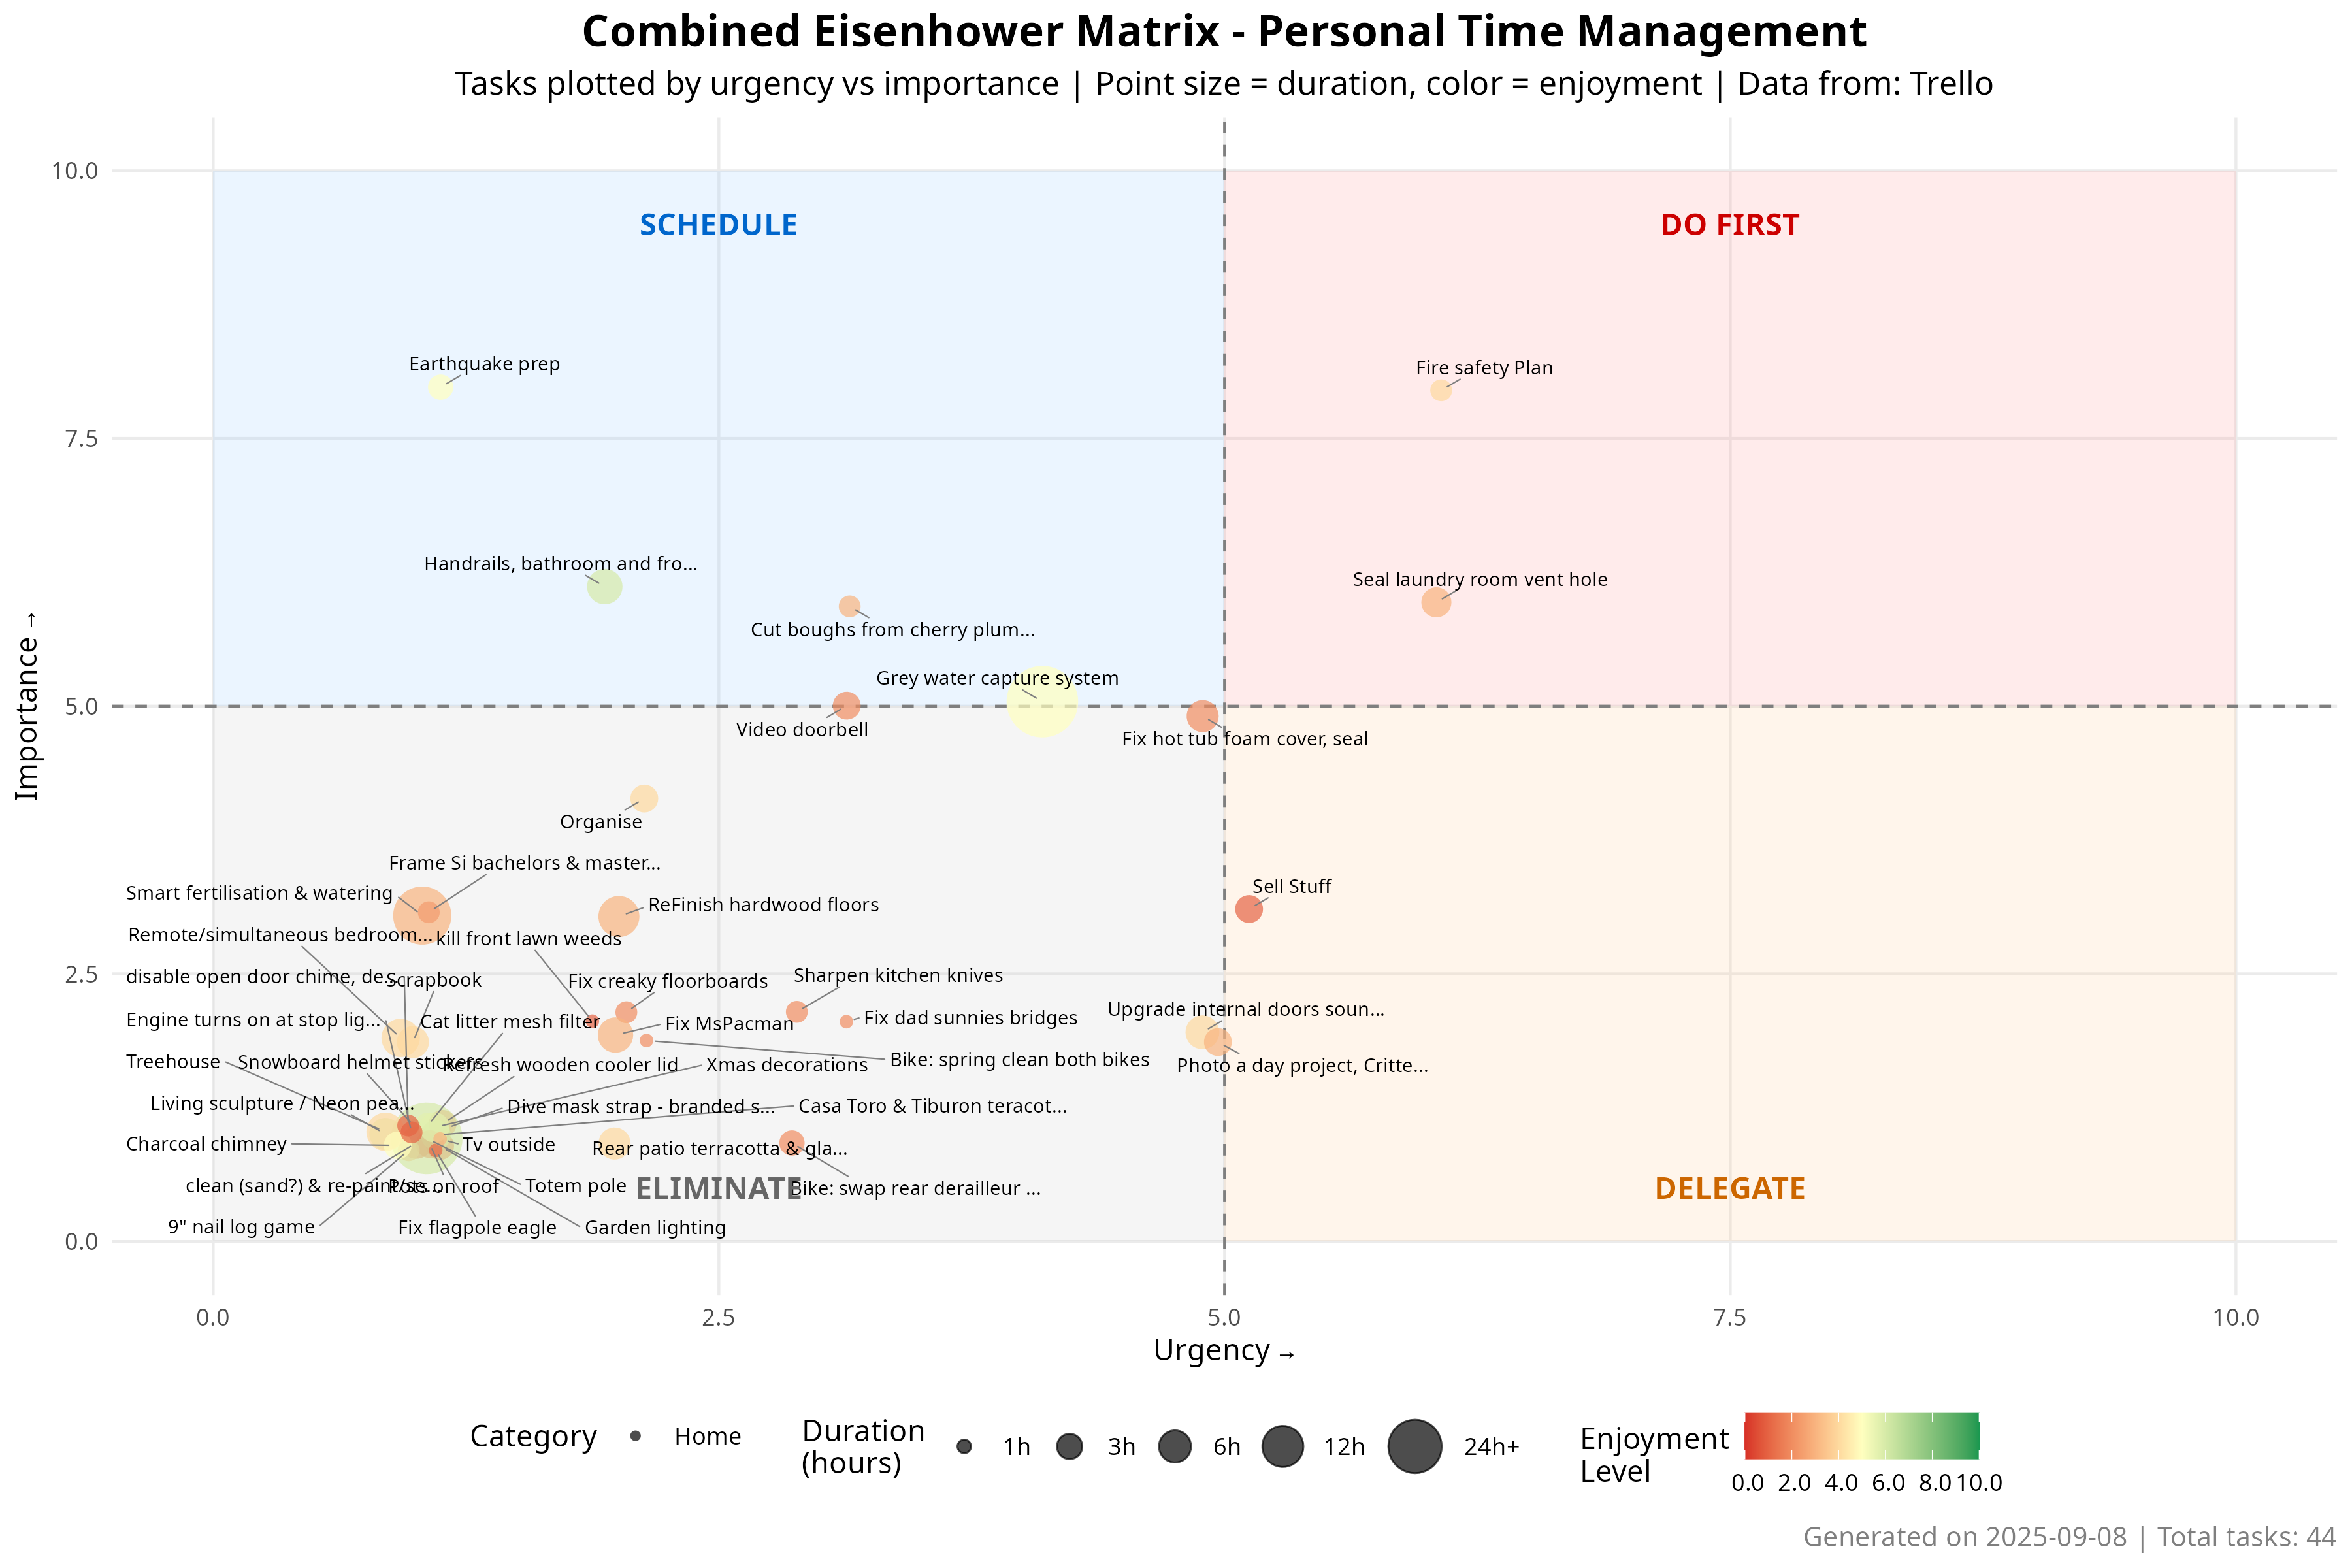 Combined Eisenhower Matrix - Personal Time Management
Tasks plotted by urgency vs importance | Point size = duration, color = enjoyment | Data from: Trello
10.0
SCHEDULE
DO FIRST
Earthquake prep
Fire safety Plan
7.5
Handrails, bathroom and fro...
Seal laundry room vent hole
Cut boughs from cherry plum...
Grey water capture system
Importance →
5.0
Video doorbell
Fix hot tub foam cover, seal
Organise
Frame Si bachelors & master...
Smart fertilisation & watering
Sell Stuff
ReFinish hardwood floors
Remote/simultaneous bedroom...
kill front lawn weeds
2.5
disable open door chime, de...
Scrapbook
Fix creaky floorboards
Sharpen kitchen knives
Upgrade internal doors soun...
Engine turns on at stop lig...
Cat litter mesh filter
Fix MsPacman
Fix dad sunnies bridges
Treehouse
Snowboard helmet stickers
Refresh wooden cooler lid
Xmas decorations
Bike: spring clean both bikes
Photo a day project, Critte...
Living sculpture / Neon pea...
Dive mask strap - branded s...
Casa Toro & Tiburon teracot...
Charcoal chimney
Tv outside
Rear patio terracotta & gla...
clean (sand?) & re-paint/se...
Pots on roof
Totem pole
ELIMINATE
Bike: swap rear derailleur ...
DELEGATE
9" nail log game
Fix flagpole eagle
Garden lighting
0.0
0.0
2.5
5.0
7.5
10.0
Urgency →
Category
Home
Duration
(hours)
1h
3h
6h
12h
24h+
Enjoyment
Level
0.0
2.0
4.0
6.0
8.0
10.0
Generated on 2025-09-08 | Total tasks: 44